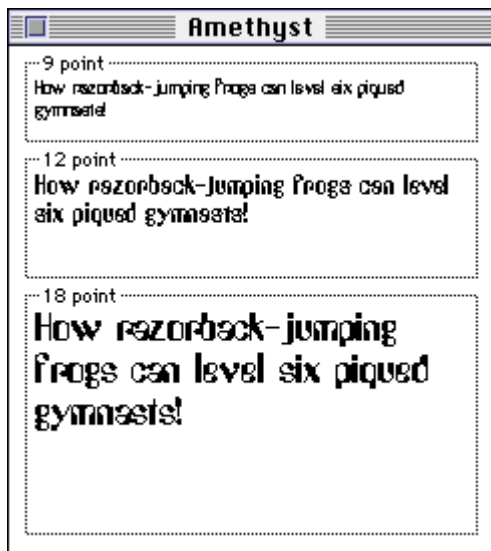 Amethyst
9 point
How razorback-jumping frogs can level six piqued
gymnasts!
12 point
How razorback-jumping frogs can level
six piqued gymnasts!
18 point
How razorback-jumping
frogs can level six piqued
gymnasts!